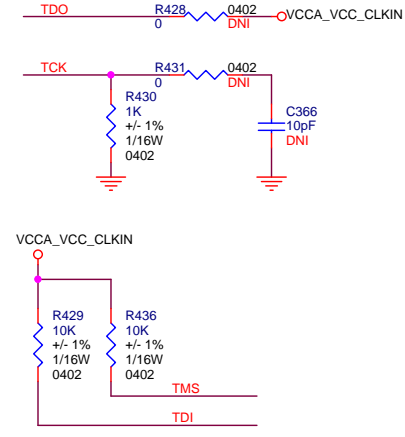 TDO R428 0402 VCCA_VCC_CLKIN
0 DNI
TCK R431 0402
0 DNI
R430
1K
+/- 1%
1/16W
0402
C366
10pF
DNI
VCCA_VCC_CLKIN
R429 R436
10K 10K
+/- 1% +/- 1%
1/16W 1/16W
0402 0402
TMS
TDI